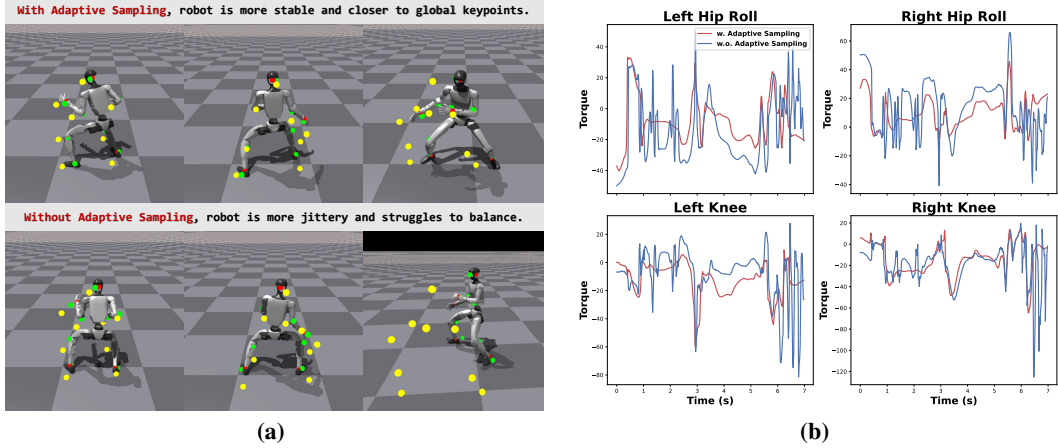 With Adaptive Sampling, robot is more stable and closer to global keypoints.
Without Adaptive Sampling, robot is more jittery and struggles to balance.
(a)
Left Hip Roll
w. Adaptive Sampling
w.o. Adaptive Sampling
Torque
40
20
0
−20
−40
Right Hip Roll
Torque
60
40
20
0
−20
−40
Left Knee
Torque
20
0
−20
−40
−60
−80
0 1 2 3 4 5 6 7
Time (s)
Right Knee
Torque
20
0
−20
−40
−60
−80
−100
−120
0 1 2 3 4 5 6 7
Time (s)
(b)